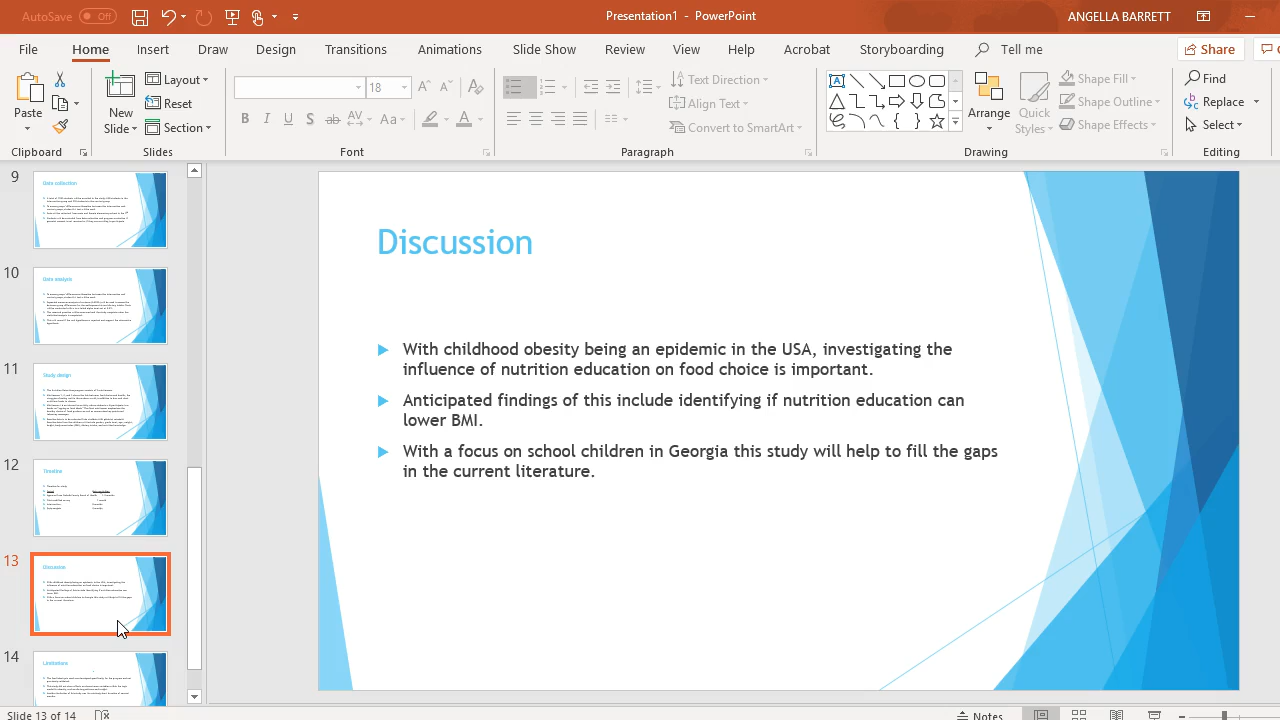 AutoSave Off
Presentation1 - PowerPoint
ANGELLA BARRETT
File Home Insert Draw Design Transitions Animations Slide Show Review View Help Acrobat Storyboarding Tell me Share
Paste
New Slide
Layout
Reset
Section
18
Text Direction
Align Text
Convert to SmartArt
Arrange
Quick Styles
Shape Fill
Shape Outline
Shape Effects
Find
Replace
Select
Clipboard Slides Font Paragraph Drawing Editing
9
Data collection
10
Data analysis
11
Study design
12
Timeline
13
Discussion
14
Limitations
Discussion
With childhood obesity being an epidemic in the USA, investigating the
influence of nutrition education on food choice is important.
Anticipated findings of this include identifying if nutrition education can
lower BMI.
With a focus on school children in Georgia this study will help to fill the gaps
in the current literature.
Slide 13 of 14
Notes